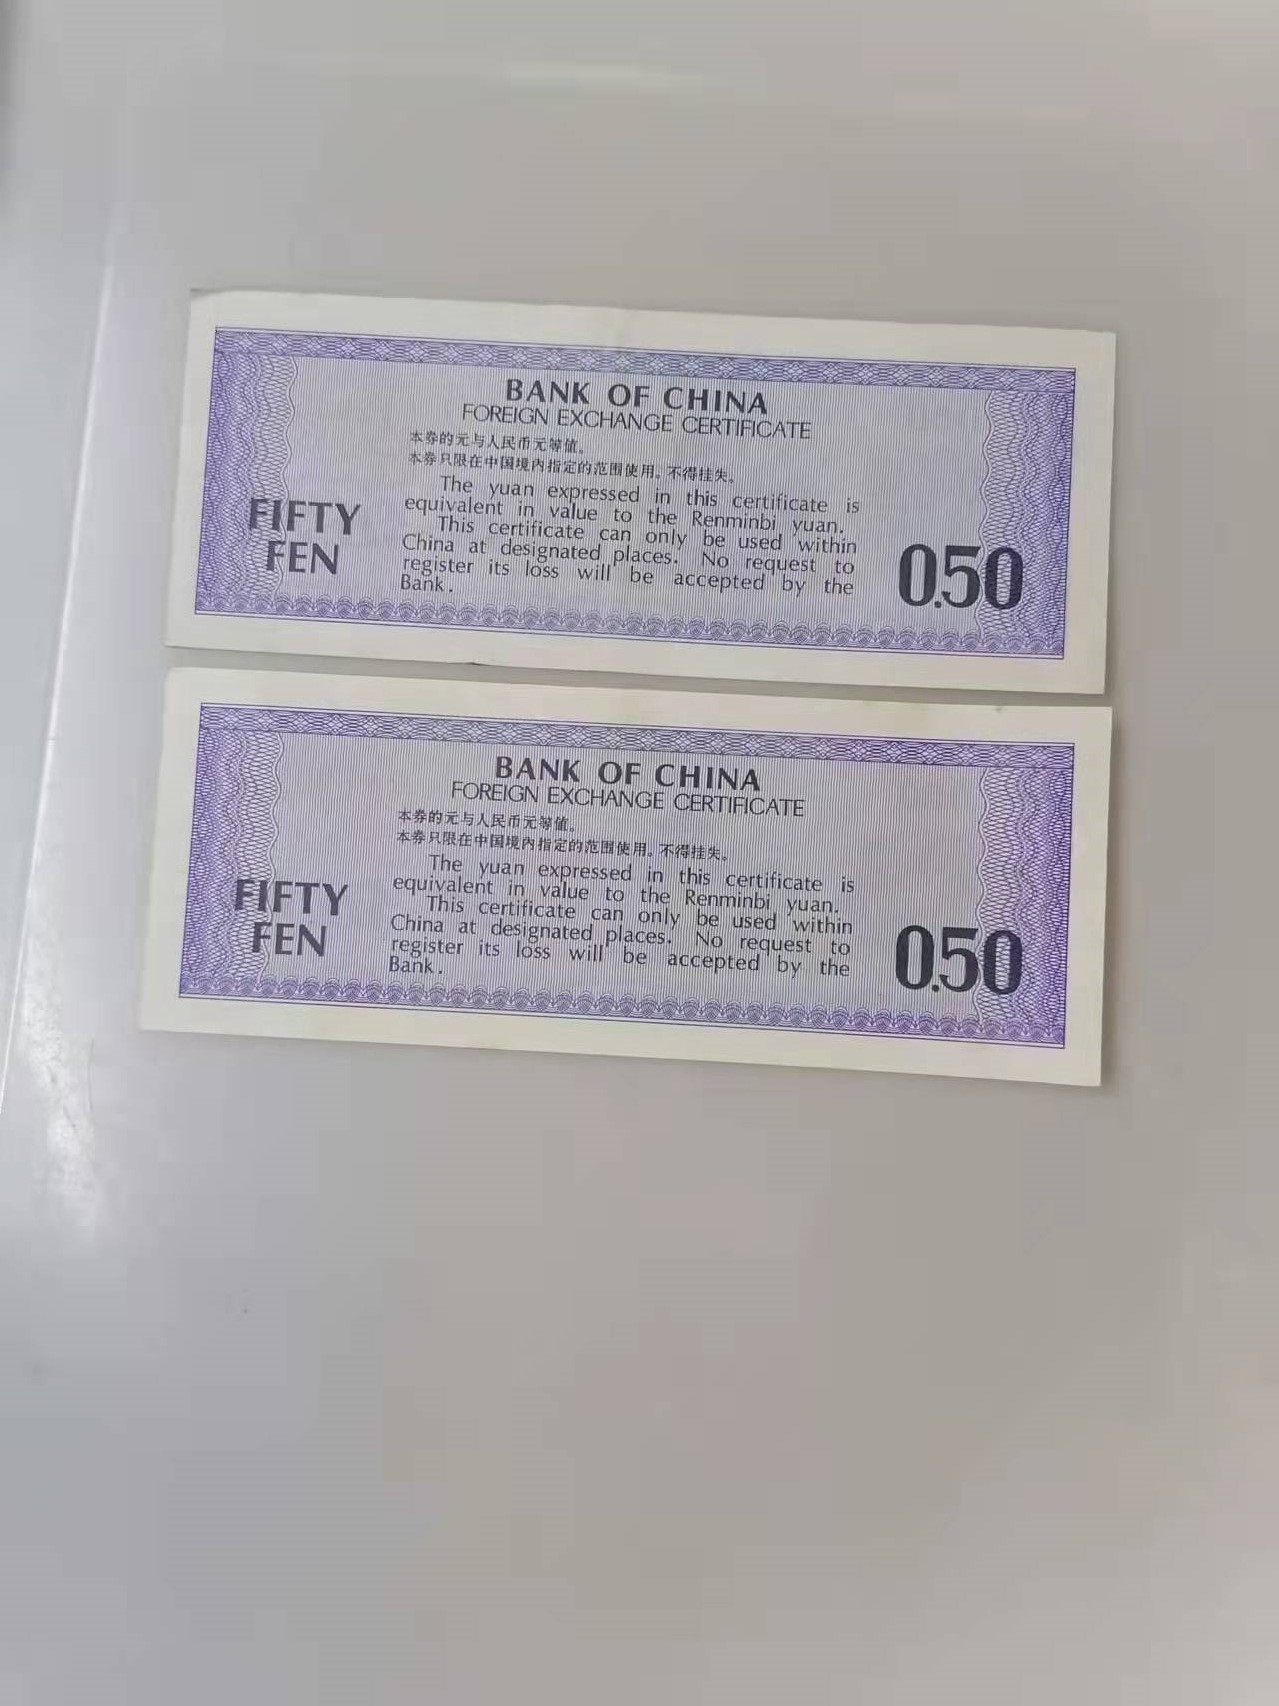 BANK OF CHINA
FOREIGN EXCHANGE CERTIFICATE
本券的元与人民币元等值。
本券只限在中国境内指定的范围使用。不得挂失。
The yuan expressed in this certificate is
equivalent in value to the Renminbi yuan.
This certificate can only be used within
China at designated places. No request to
register its loss will be accepted by the
Bank.
FIFTY
FEN
0.50
BANK OF CHINA
FOREIGN EXCHANGE CERTIFICATE
本券的元与人民币元等值。
本券只限在中国境内指定的范围使用。不得挂失。
The yuan expressed in this certificate is
equivalent in value to the Renminbi yuan.
This certificate can only be used within
China at designated places. No request to
register its loss will be accepted by the
Bank.
FIFTY
FEN
0.50